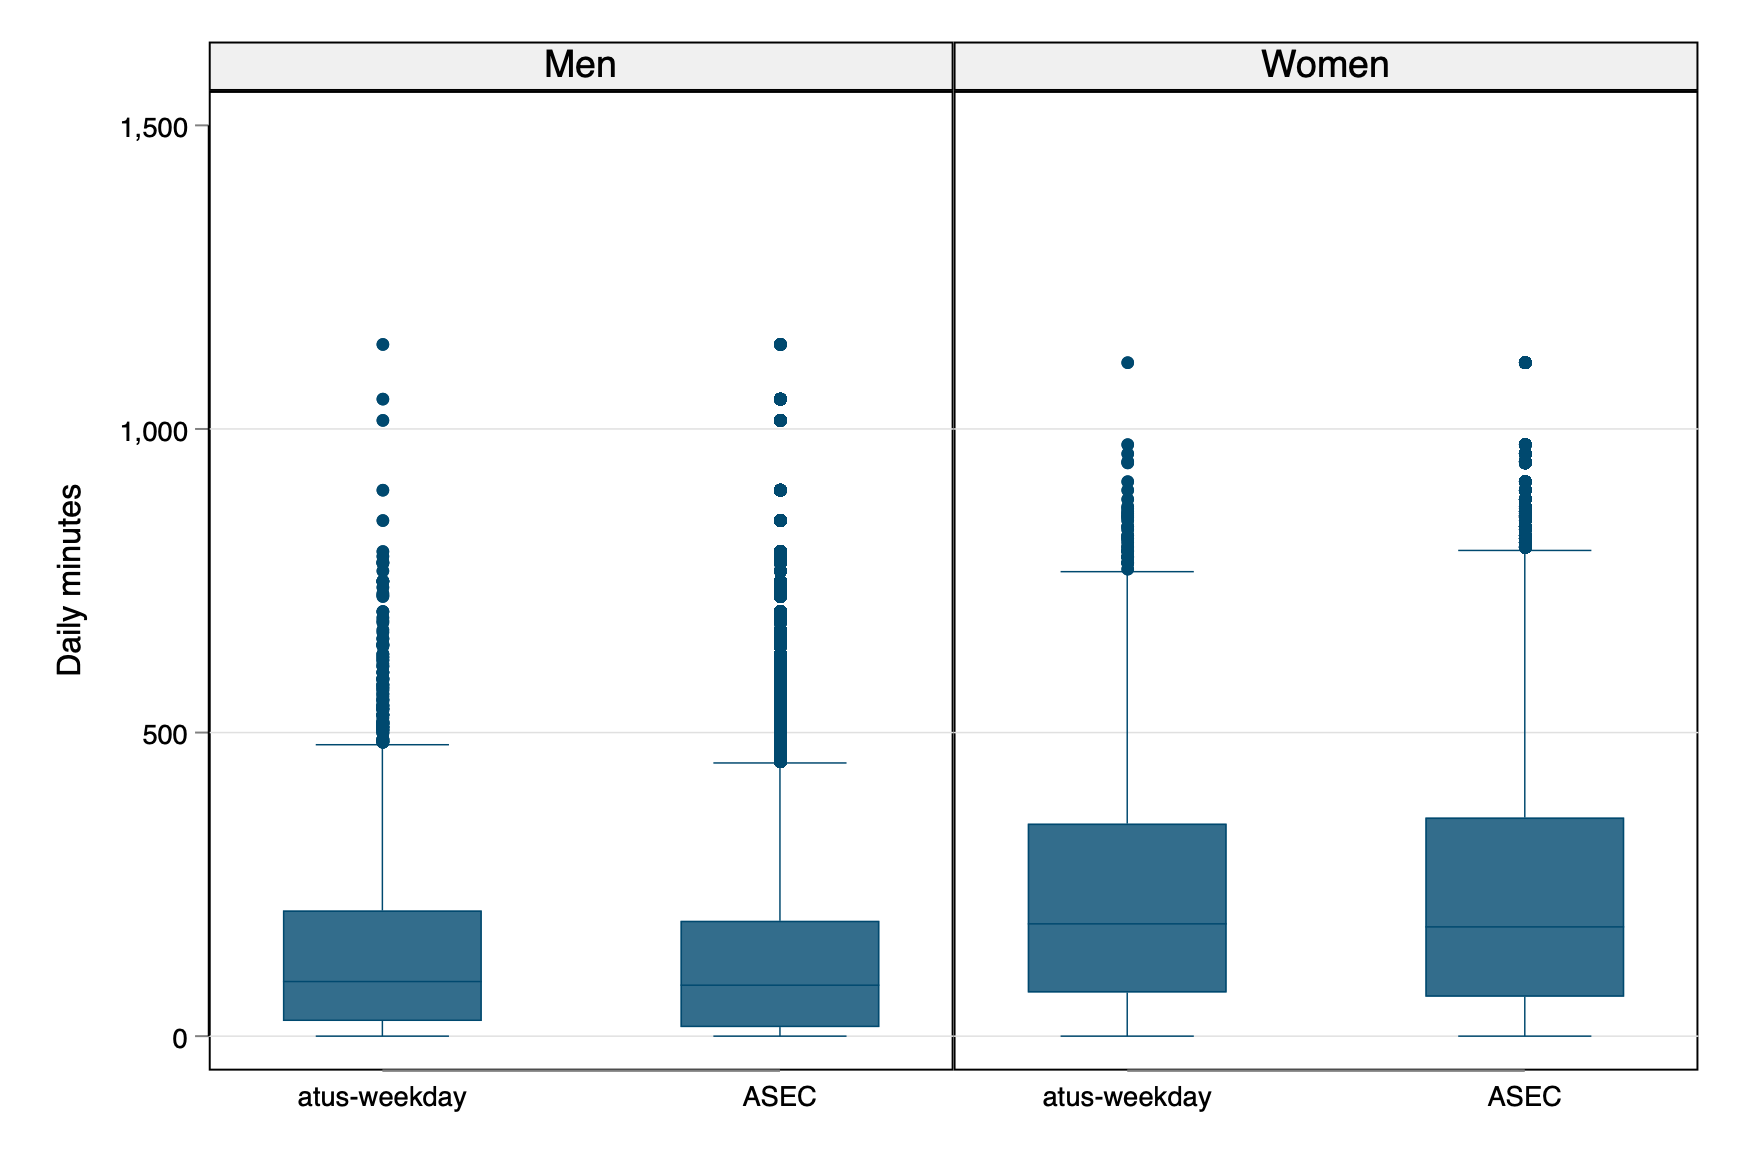 Men
Women
Daily minutes
1,500
1,000
500
0
atus-weekday
ASEC
atus-weekday
ASEC